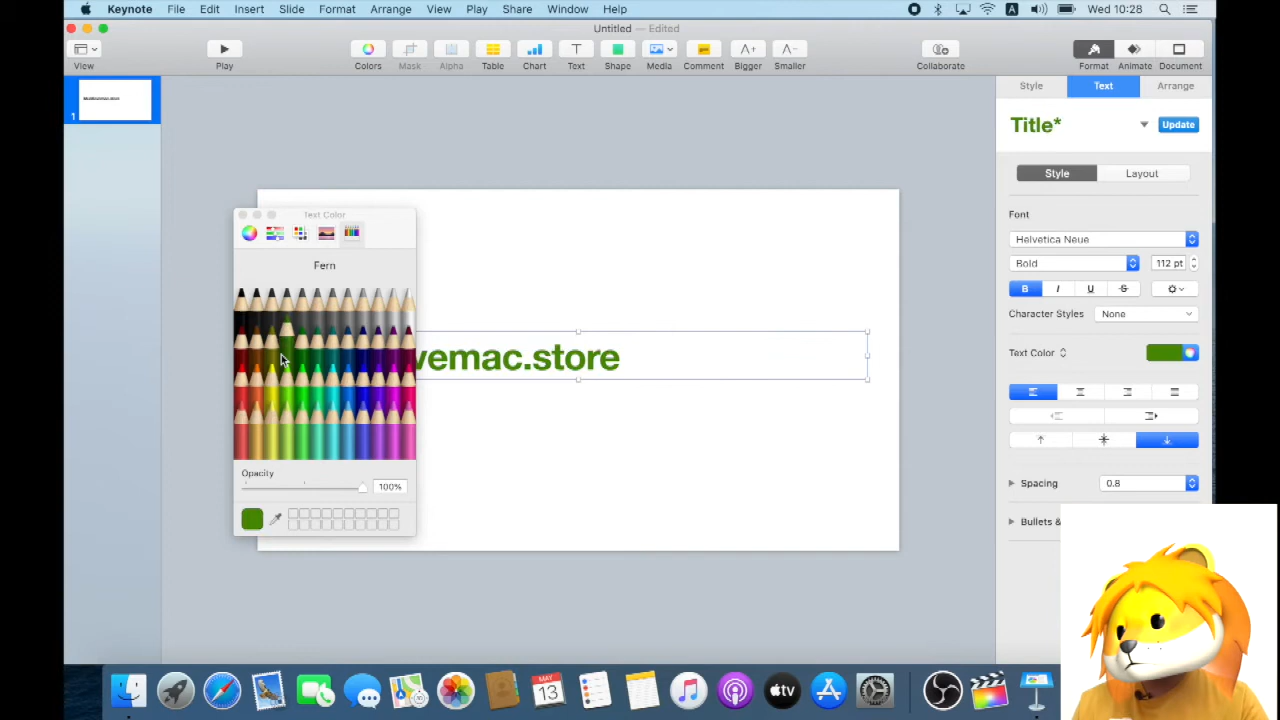 Keynote File Edit Insert Slide Format Arrange View Play Share Window Help A Wed 10:28
Untitled — Edited
View Play Colors Mask Alpha Table Chart Text Shape Media Comment Bigger Smaller Collaborate Format Animate Document
1
Style Text Arrange
Title* Update
Style Layout
Font
Helvetica Neue
Bold 112 pt
B I U S
Character Styles None
Text Color
Spacing 0.8
Bullets &
Text Color
Fern
Opacity
100%
vemac.store
MAY
13
tv